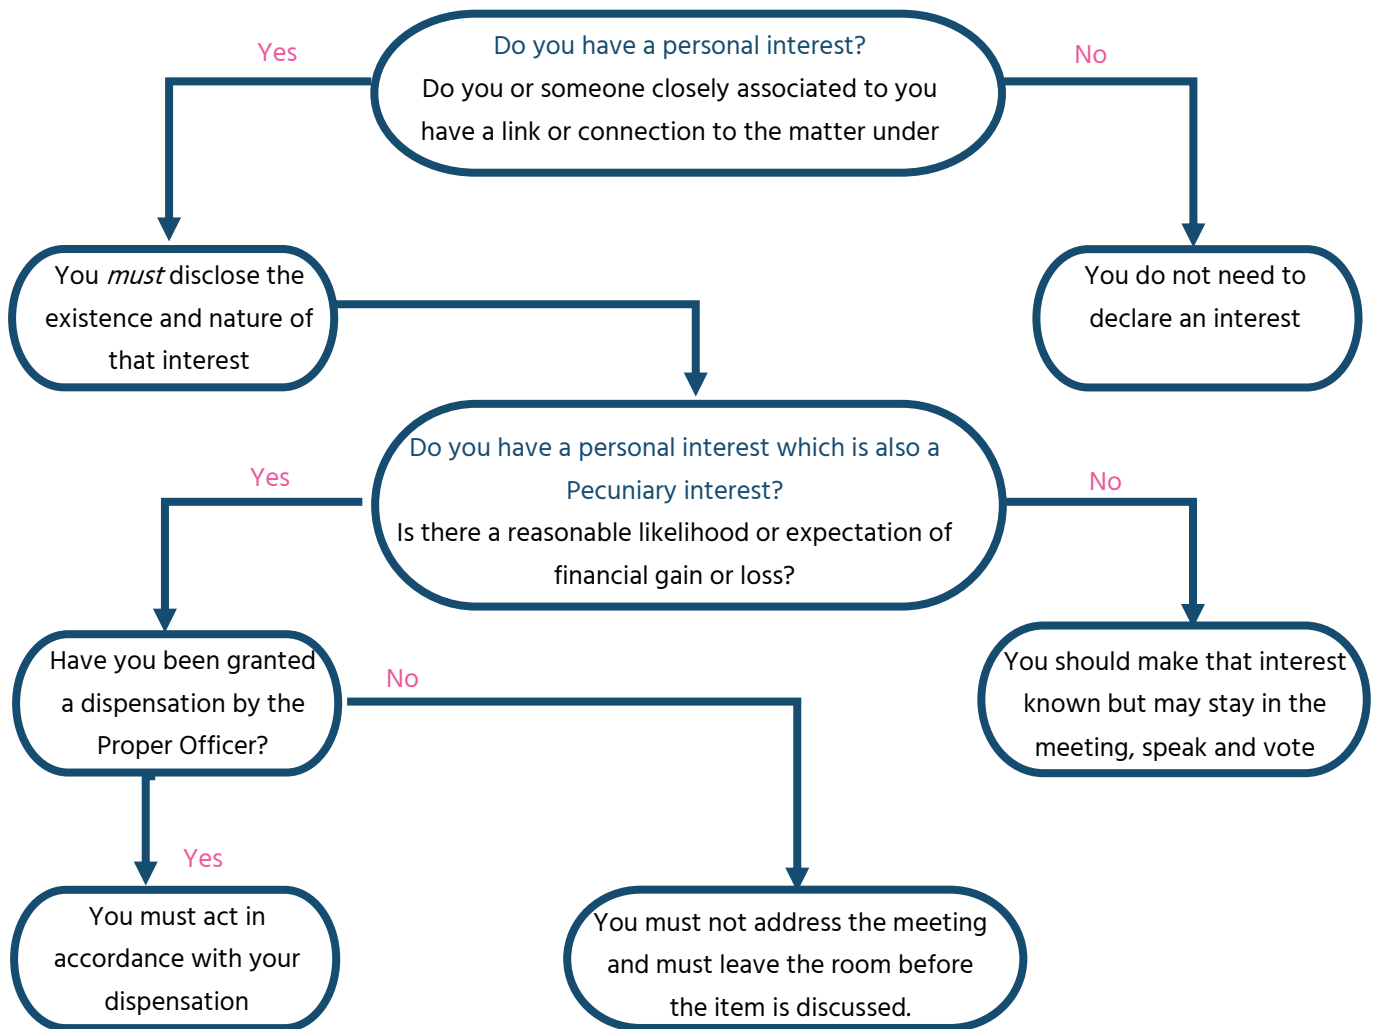 Do you have a personal interest?
Do you or someone closely associated to you
have a link or connection to the matter under
Yes
No
You must disclose the
existence and nature of
that interest
You do not need to
declare an interest
Do you have a personal interest which is also a
Pecuniary interest?
Is there a reasonable likelihood or expectation of
financial gain or loss?
Yes
No
Have you been granted
a dispensation by the
Proper Officer?
No
You should make that interest
known but may stay in the
meeting, speak and vote
Yes
You must act in
accordance with your
dispensation
You must not address the meeting
and must leave the room before
the item is discussed.